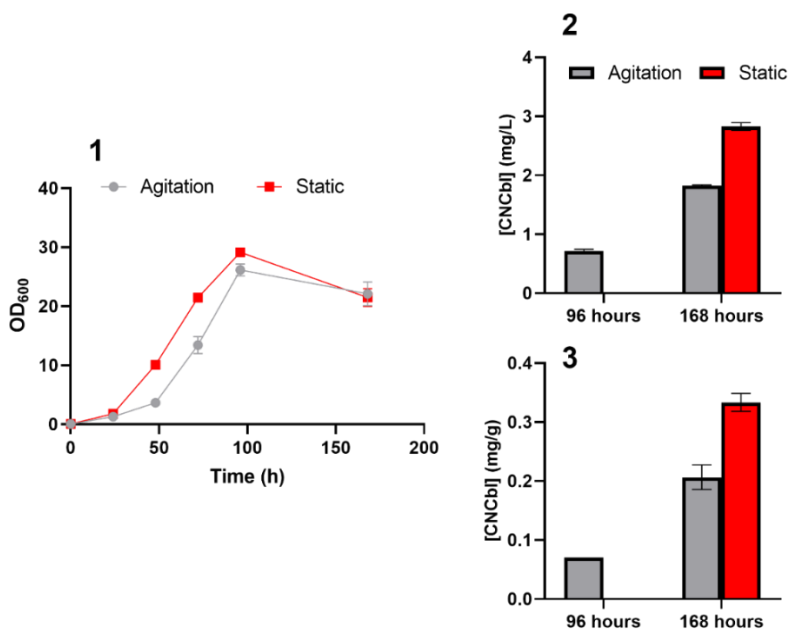 1
Agitation Static
40
30
20
10
0
OD600
0 50 100 150 200
Time (h)
2
Agitation Static
4
3
2
1
0
[CNCbl] (mg/L)
96 hours 168 hours
3
0.4
0.3
0.2
0.1
0.0
[CNCbl] (mg/g)
96 hours 168 hours